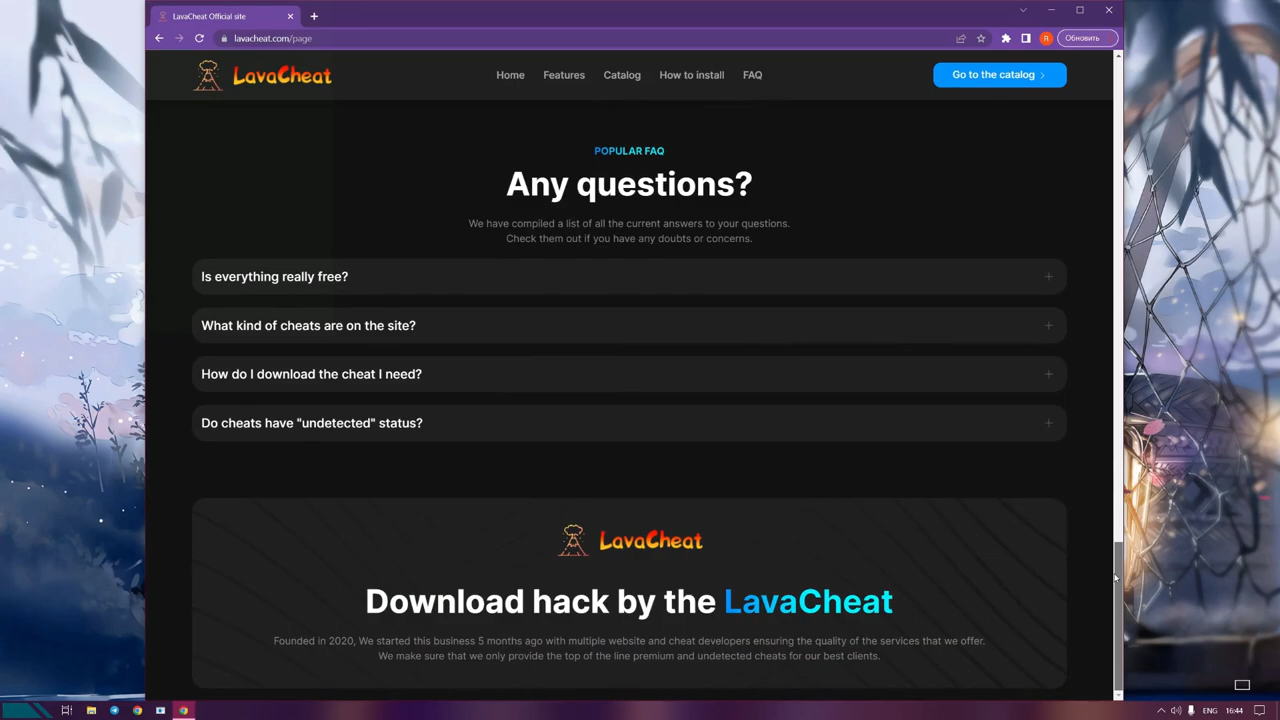 LavaCheat Official site
lavacheat.com/page
Я
Обновить
LavaCheat
Home
Features
Catalog
How to install
FAQ
Go to the catalog
POPULAR FAQ
Any questions?
We have compiled a list of all the current answers to your questions.
Check them out if you have any doubts or concerns.
Is everything really free?
What kind of cheats are on the site?
How do I download the cheat I need?
Do cheats have "undetected" status?
LavaCheat
Download hack by the LavaCheat
Founded in 2020, We started this business 5 months ago with multiple website and cheat developers ensuring the quality of the services that we offer.
We make sure that we only provide the top of the line premium and undetected cheats for our best clients.
ENG
16:44